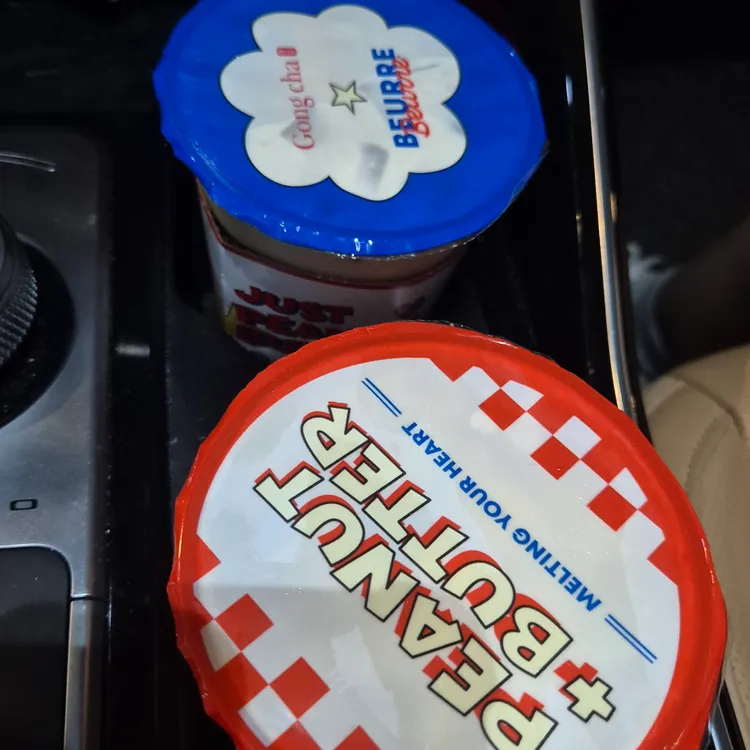 Gong cha
BEURRE
Beurre
JUST
PEANUT
+ BUTTER
MELTING YOUR HEART